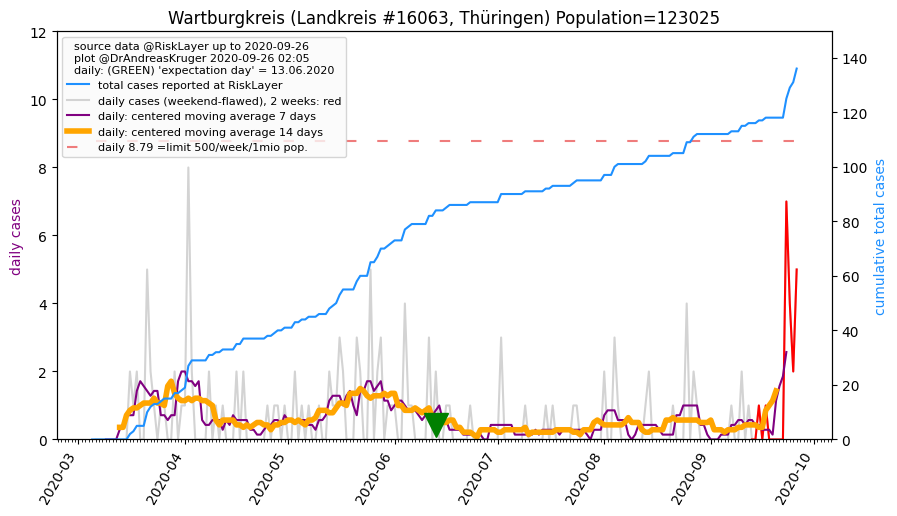 Wartburgkreis (Landkreis #16063, Thüringen) Population=123025
source data @RiskLayer up to 2020-09-26
plot @DrAndreasKruger 2020-09-26 02:05
daily: (GREEN) 'expectation day' = 13.06.2020
total cases reported at RiskLayer
daily cases (weekend-flawed), 2 weeks: red
daily: centered moving average 7 days
daily: centered moving average 14 days
daily 8.79 =limit 500/week/1mio pop.
daily cases
12
10
8
6
4
2
0
cumulative total cases
140
120
100
80
60
40
20
0
2020-03
2020-04
2020-05
2020-06
2020-07
2020-08
2020-09
2020-10